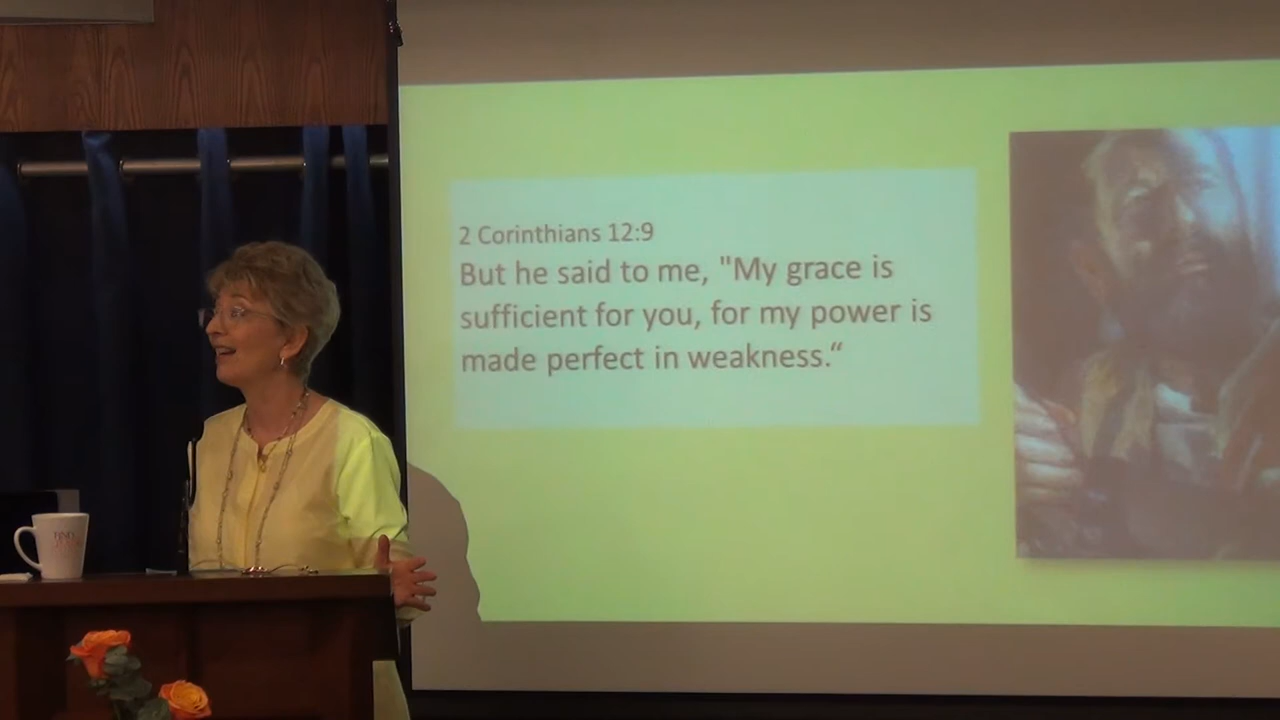 2 Corinthians 12:9
But he said to me, "My grace is
sufficient for you, for my power is
made perfect in weakness.“